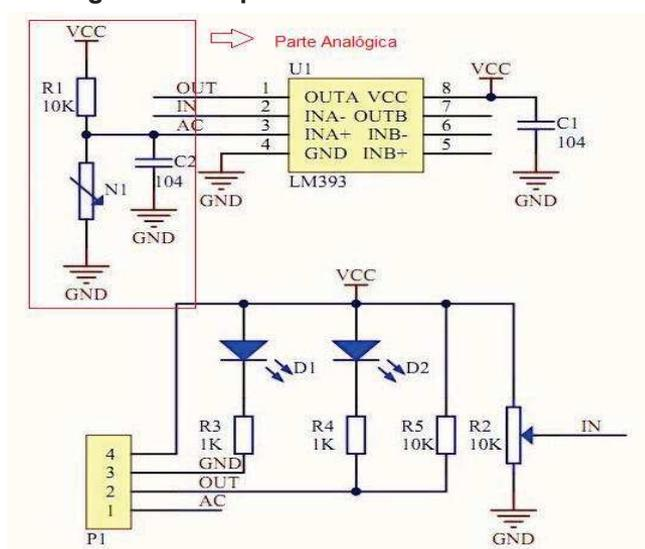 VCC
Parte Analógica
R1
10K
N1
C2
104
GND
GND
OUT
IN
AC
1
2
3
4
GND
U1
OUTA VCC
INA- OUTB
INA+ INB-
GND INB+
LM393
8
7
6
5
VCC
C1
104
GND
VCC
D1
D2
R3
1K
R4
1K
R5
10K
R2
10K
IN
GND
4
3
2
1
GND
OUT
AC
P1